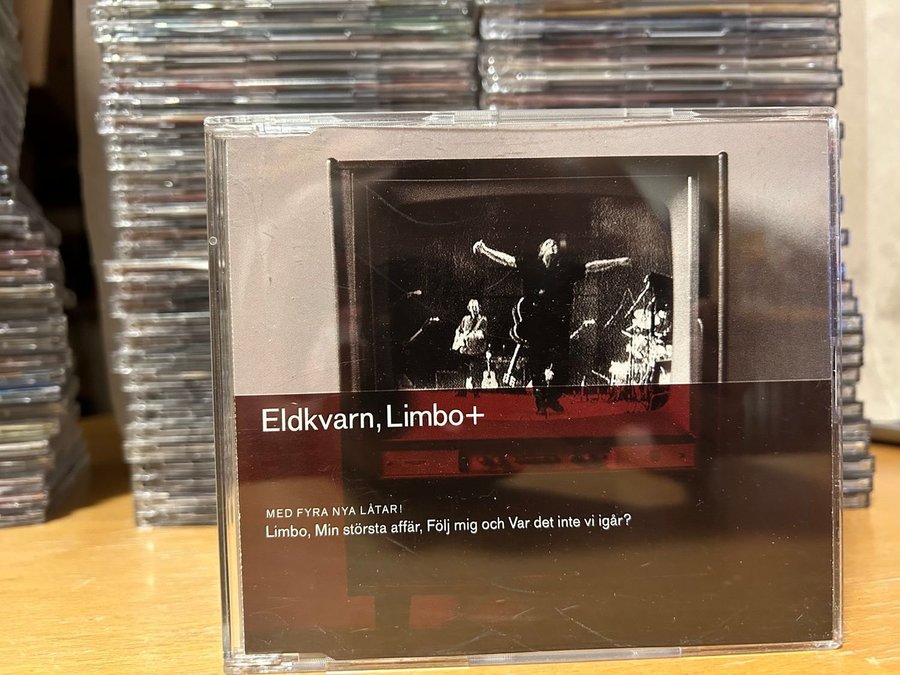 Eldkvarn, Limbo+
MED FYRA NYA LÅTAR!
Limbo, Min största affär, Följ mig och Var det inte vi igår?